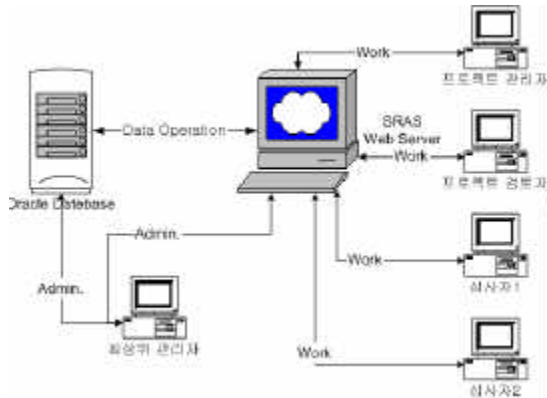 Work
프로젝트 관리자
Data Operation
SRAS
Web Server
Work
프로젝트 검토자
Oracle Datebase
Admin.
Work
심사자1
Admin.
최상위 관리자
Work
심사자2